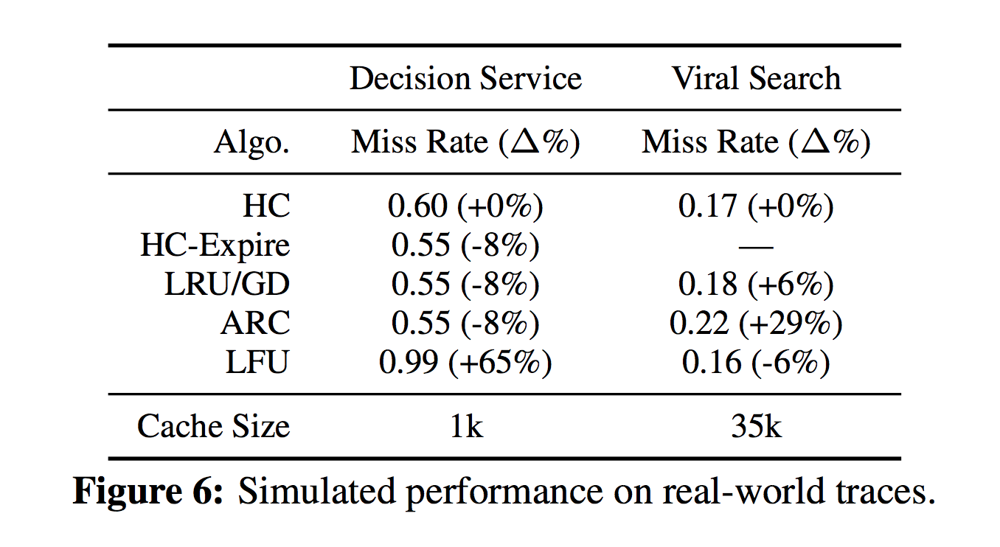 Decision Service Viral Search
Algo. Miss Rate (Δ%) Miss Rate (Δ%)
HC 0.60 (+0%) 0.17 (+0%)
HC-Expire 0.55 (-8%) —
LRU/GD 0.55 (-8%) 0.18 (+6%)
ARC 0.55 (-8%) 0.22 (+29%)
LFU 0.99 (+65%) 0.16 (-6%)
Cache Size 1k 35k
Figure 6: Simulated performance on real-world traces.